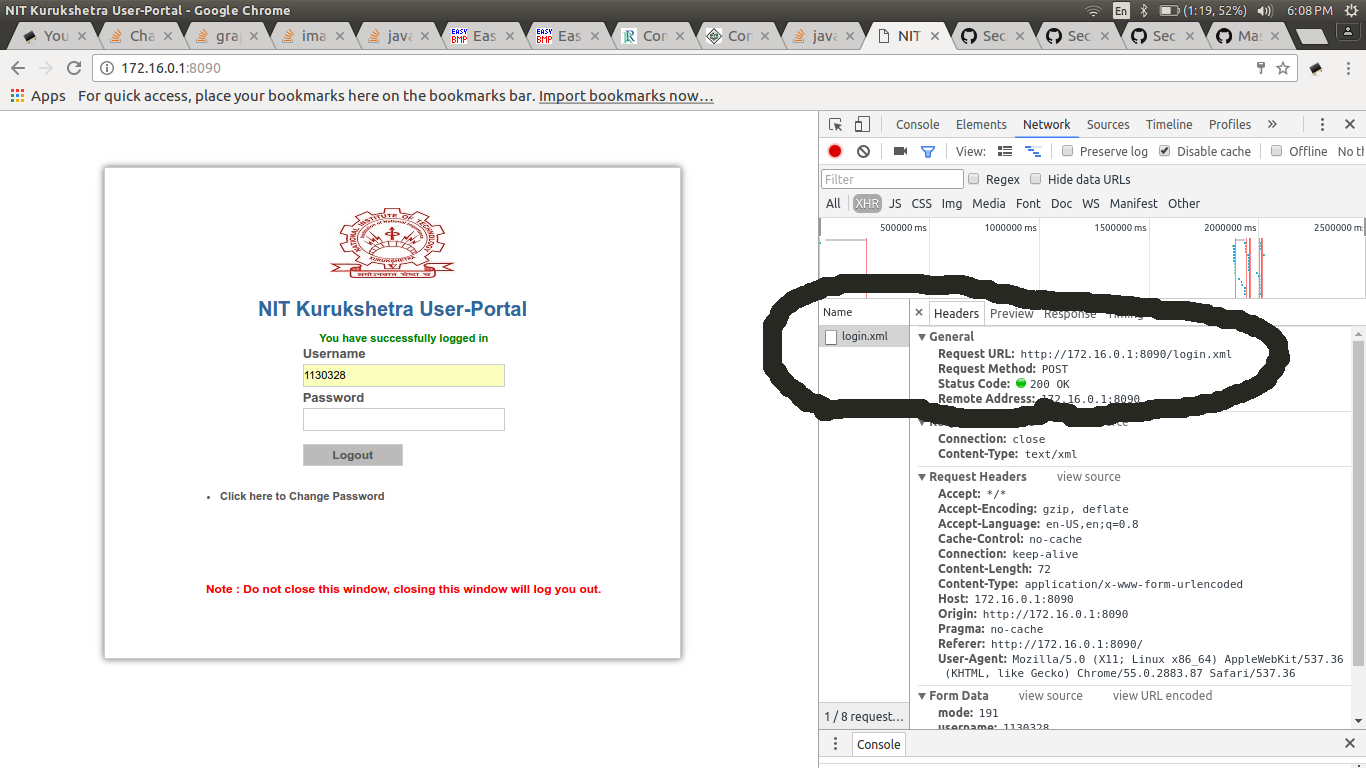 NIT Kurukshetra User-Portal - Google Chrome
En (1:19, 52%) 6:08 PM
You Cha gra ima java Eas Eas Con Con java NIT Sec Sec Sec Mas
172.16.0.1:8090
Apps For quick access, place your bookmarks here on the bookmarks bar. Import bookmarks now…
NATIONAL INSTITUTE OF TECHNOLOGY
KURUKSHETRA
NIT Kurukshetra User-Portal
You have successfully logged in
Username
1130328
Password
Logout
• Click here to Change Password
Note : Do not close this window, closing this window will log you out.
Console Elements Network Sources Timeline Profiles »
View: Preserve log Disable cache Offline No th
Filter Regex Hide data URLs
All XHR JS CSS Img Media Font Doc WS Manifest Other
500000 ms 1000000 ms 1500000 ms 2000000 ms 2500000 ms
Name
login.xml
1 / 8 request…
× Headers Preview Response Timing
General
Request URL: http://172.16.0.1:8090/login.xml
Request Method: POST
Status Code: 200 OK
Remote Address: 172.16.0.1:8090
Connection: close
Content-Type: text/xml
Request Headers view source
Accept: */*
Accept-Encoding: gzip, deflate
Accept-Language: en-US,en;q=0.8
Cache-Control: no-cache
Connection: keep-alive
Content-Length: 72
Content-Type: application/x-www-form-urlencoded
Host: 172.16.0.1:8090
Origin: http://172.16.0.1:8090
Pragma: no-cache
Referer: http://172.16.0.1:8090/
User-Agent: Mozilla/5.0 (X11; Linux x86_64) AppleWebKit/537.36
(KHTML, like Gecko) Chrome/55.0.2883.87 Safari/537.36
Form Data view source view URL encoded
mode: 191
username: 1130328
Console